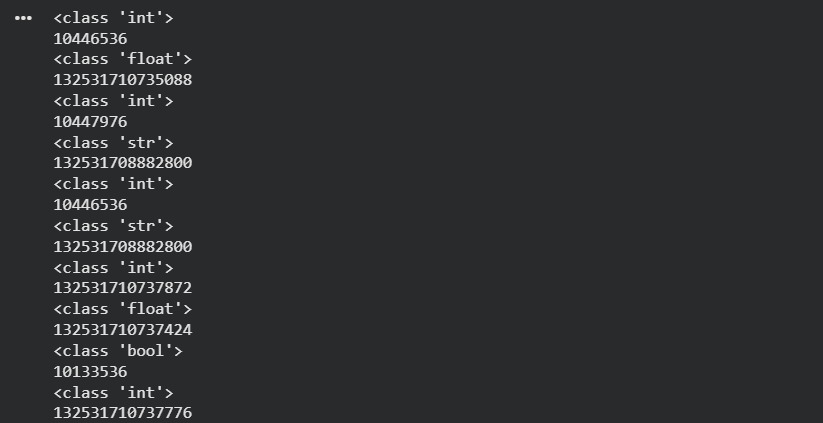 <class 'int'>
10446536
<class 'float'>
132531710735088
<class 'int'>
10447976
<class 'str'>
132531708882800
<class 'int'>
10446536
<class 'str'>
132531708882800
<class 'int'>
132531710737872
<class 'float'>
132531710737424
<class 'bool'>
10133536
<class 'int'>
132531710737776